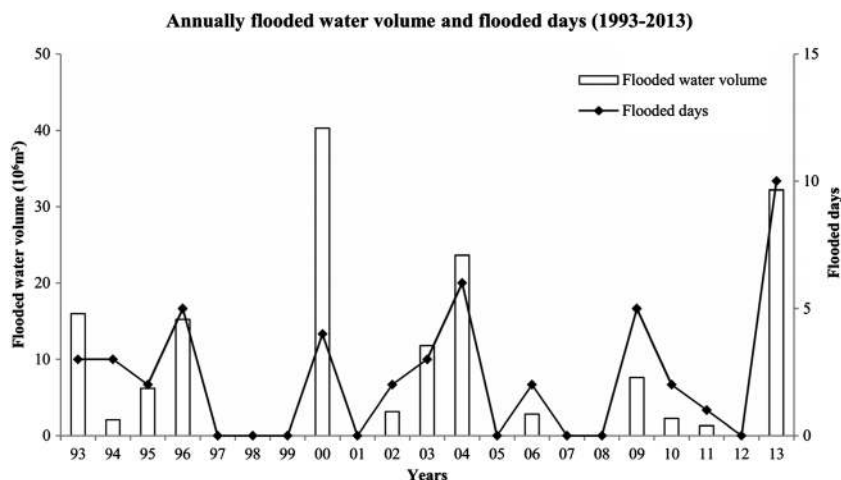 Annually flooded water volume and flooded days (1993-2013)
50
40
30
20
10
0
Flooded water volume (10⁶m³)
15
10
5
0
Flooded days
Flooded water volume
Flooded days
93 94 95 96 97 98 99 00 01 02 03 04 05 06 07 08 09 10 11 12 13
Years